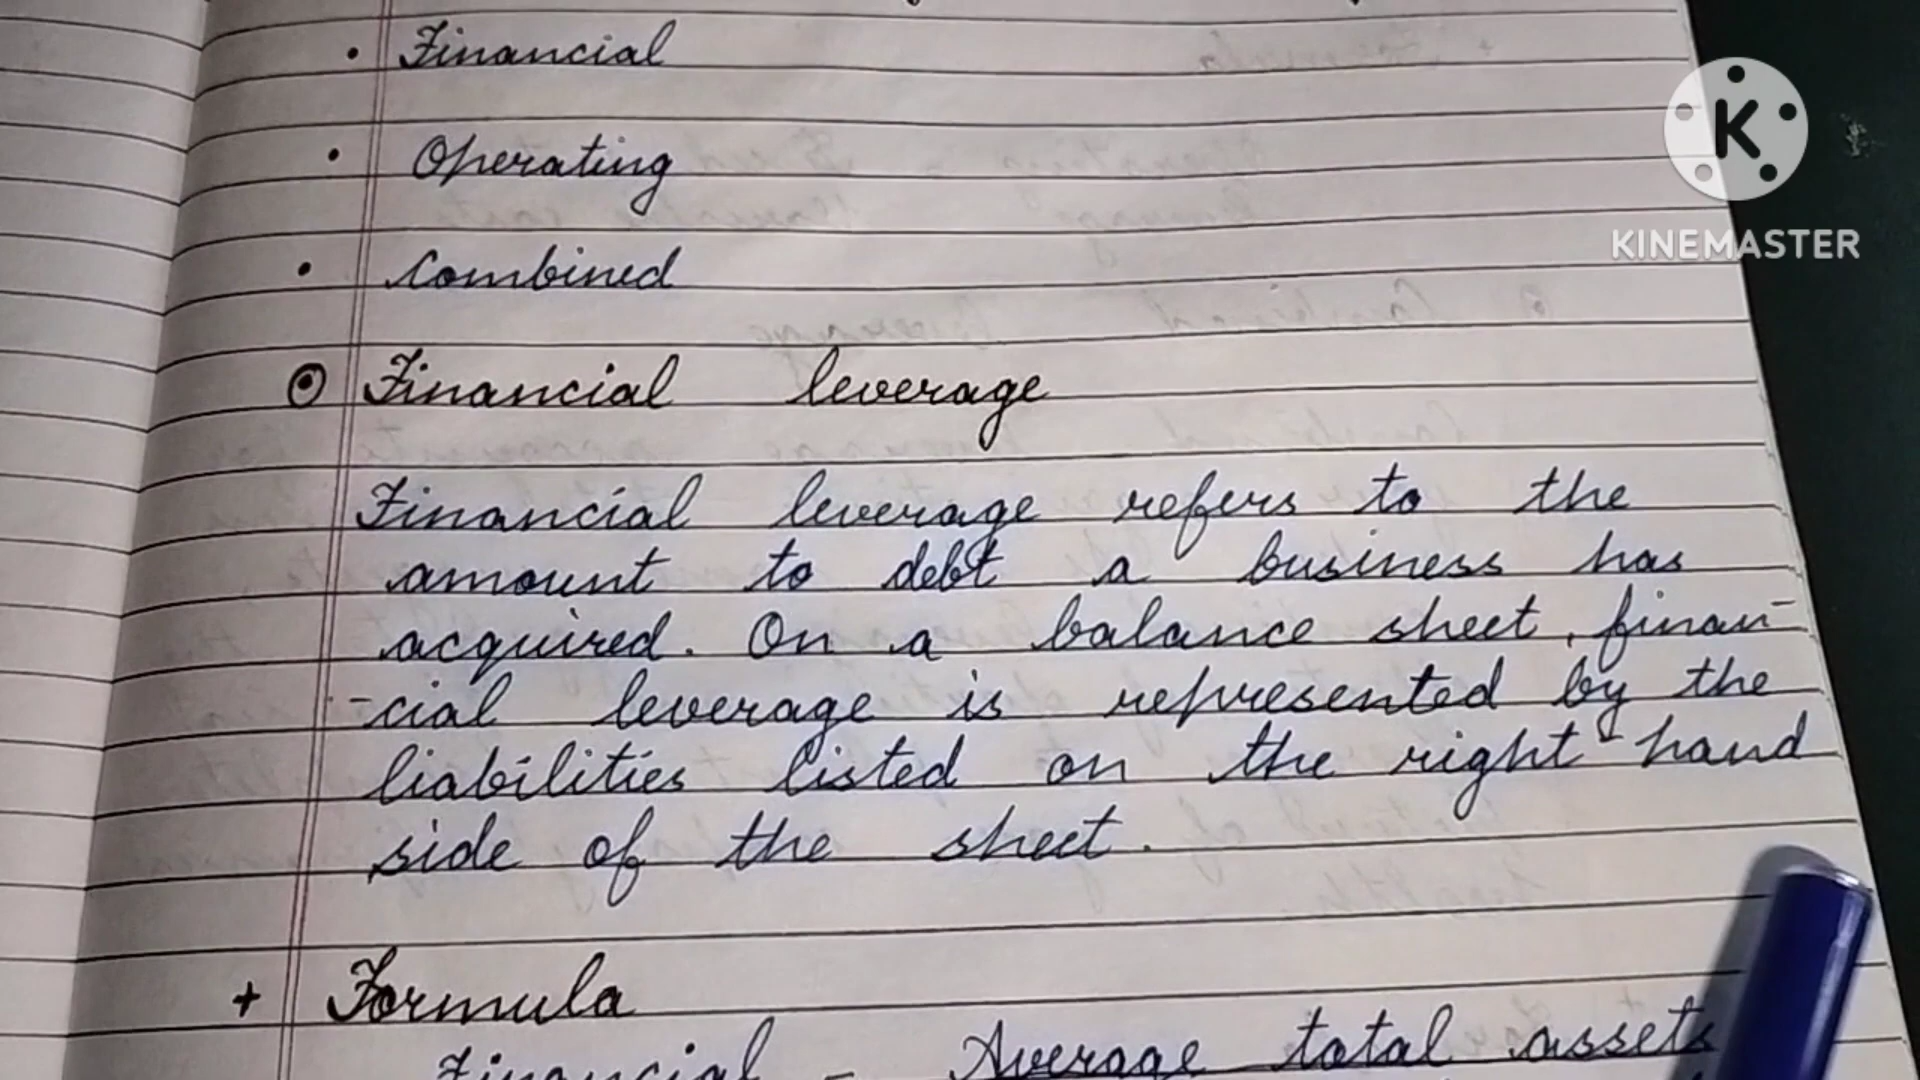 • Financial
• Operating
• Combined
⊙ Financial leverage
Financial leverage refers to the
amount to debt a business has
acquired. On a balance sheet, finan-
-cial leverage is represented by the
liabilities listed on the right-hand
side of the sheet.
+ Formula
Financial = Average total assets
K
KINEMASTER